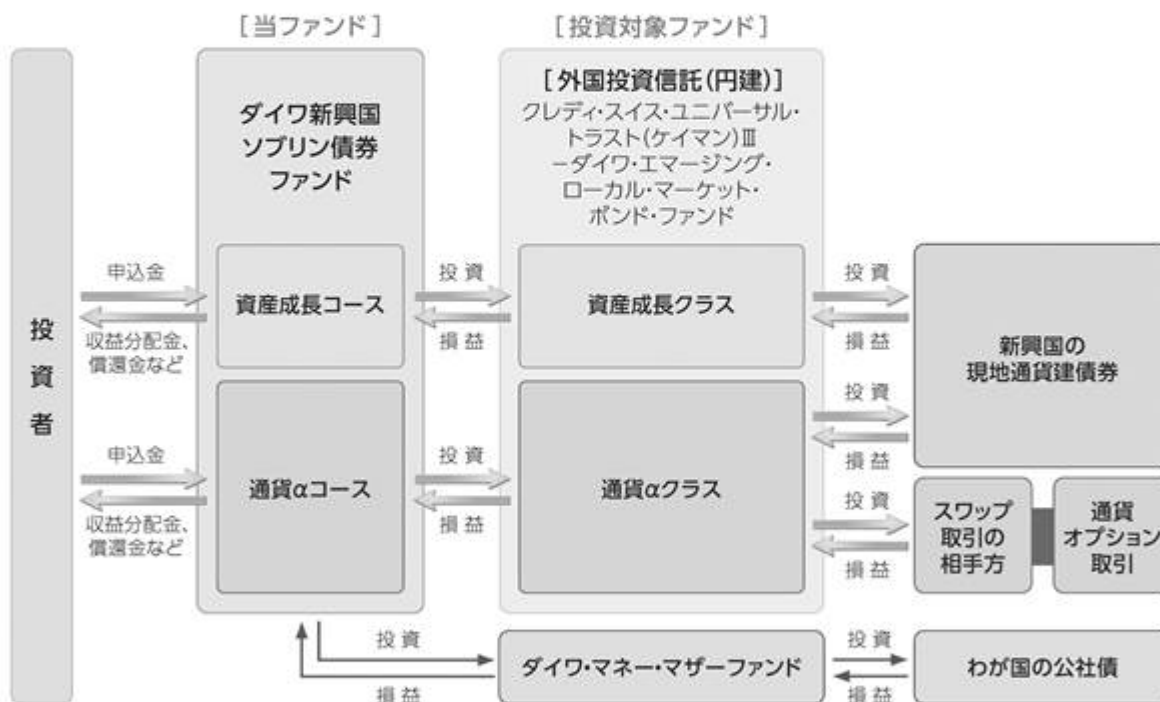 [当ファンド]
[投資対象ファンド]
投資者
ダイワ新興国
ソブリン債券
ファンド
[外国投資信託(円建)]
クレディ・スイス・ユニバーサル・
トラスト(ケイマン)Ⅲ
－ダイワ・エマージング・
ローカル・マーケット・
ボンド・ファンド
申込金
収益分配金、
償還金など
資産成長コース
投資
損益
資産成長クラス
投資
損益
新興国の
現地通貨建債券
投資
損益
申込金
収益分配金、
償還金など
通貨αコース
投資
損益
通貨αクラス
投資
損益
スワップ
取引の
相手方
通貨
オプション
取引
投資
損益
ダイワ・マネー・マザーファンド
投資
損益
わが国の公社債